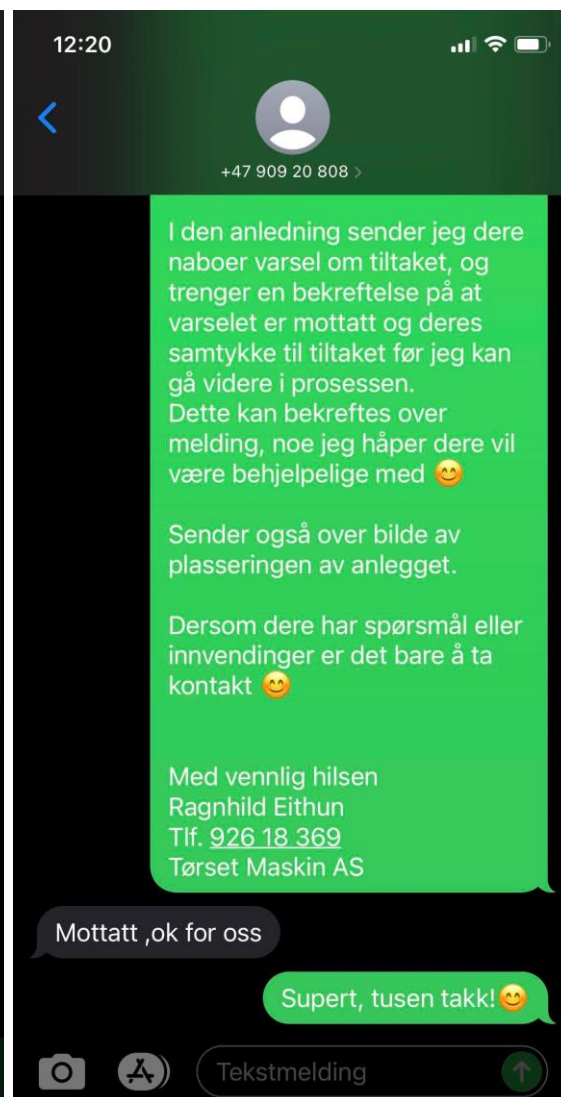 12:20
+47 909 20 808 >
I den anledning sender jeg dere
naboer varsel om tiltaket, og
trenger en bekreftelse på at
varselet er mottatt og deres
samtykke til tiltaket før jeg kan
gå videre i prosessen.
Dette kan bekreftes over
melding, noe jeg håper dere vil
være behjelpelige med 😊
Sender også over bilde av
plasseringen av anlegget.
Dersom dere har spørsmål eller
innvendinger er det bare å ta
kontakt 😊
Med vennlig hilsen
Ragnhild Eithun
Tlf. 926 18 369
Tørset Maskin AS
Mottatt ,ok for oss
Supert, tusen takk!😊
Tekstmelding